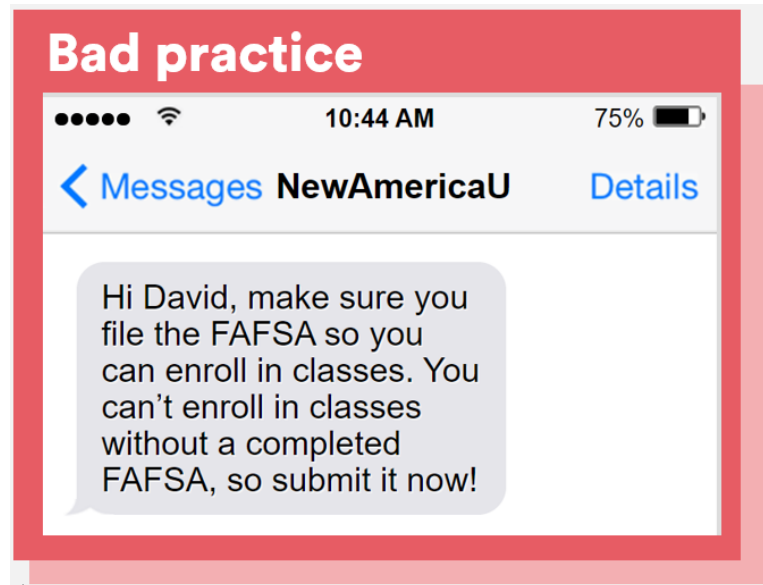 Bad practice
10:44 AM 75%
Messages NewAmericaU Details
Hi David, make sure you
file the FAFSA so you
can enroll in classes. You
can’t enroll in classes
without a completed
FAFSA, so submit it now!